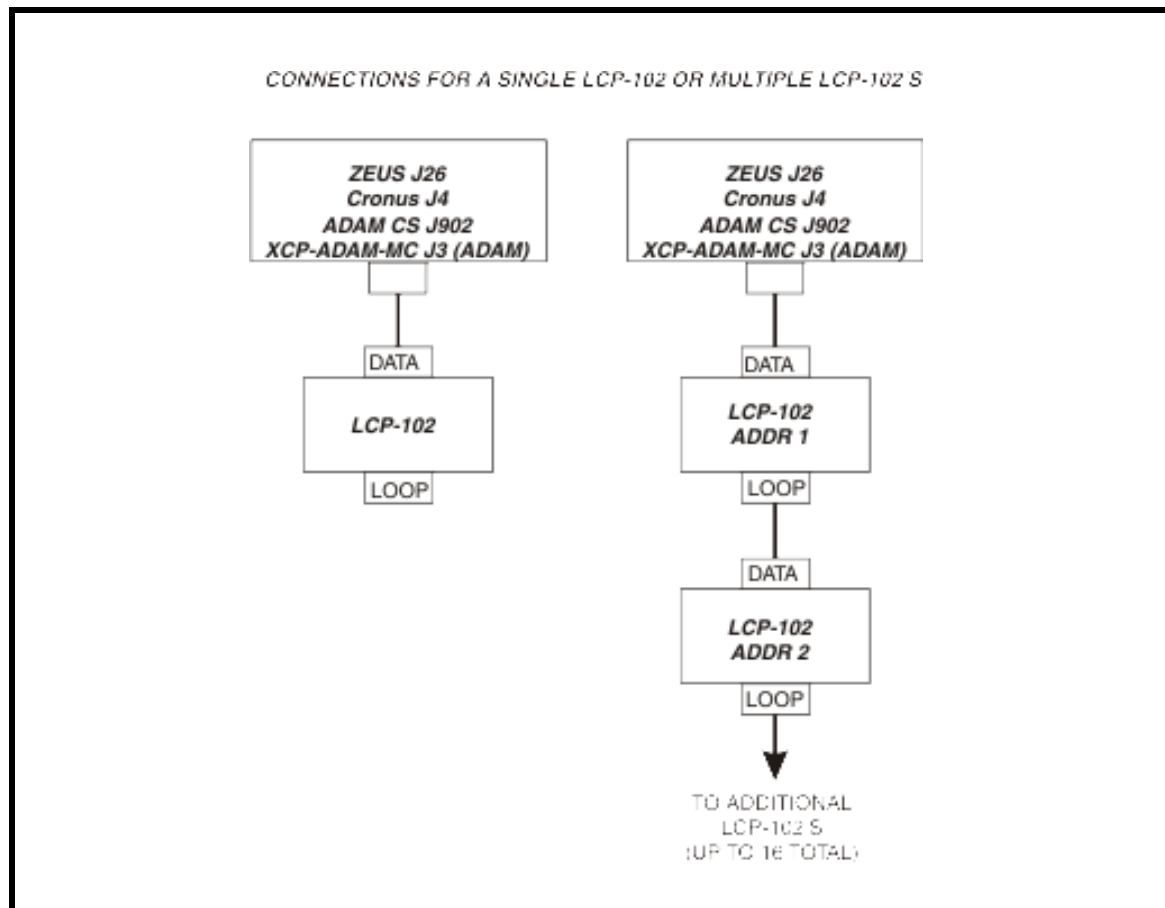 CONNECTIONS FOR A SINGLE LCP-102 OR MULTIPLE LCP-102 S
ZEUS J26
Cronus J4
ADAM CS J902
XCP-ADAM-MC J3 (ADAM)
DATA
LCP-102
LOOP
ZEUS J26
Cronus J4
ADAM CS J902
XCP-ADAM-MC J3 (ADAM)
DATA
LCP-102
ADDR 1
LOOP
DATA
LCP-102
ADDR 2
LOOP
TO ADDITIONAL
LCP-102 S
(UP TO 16 TOTAL)